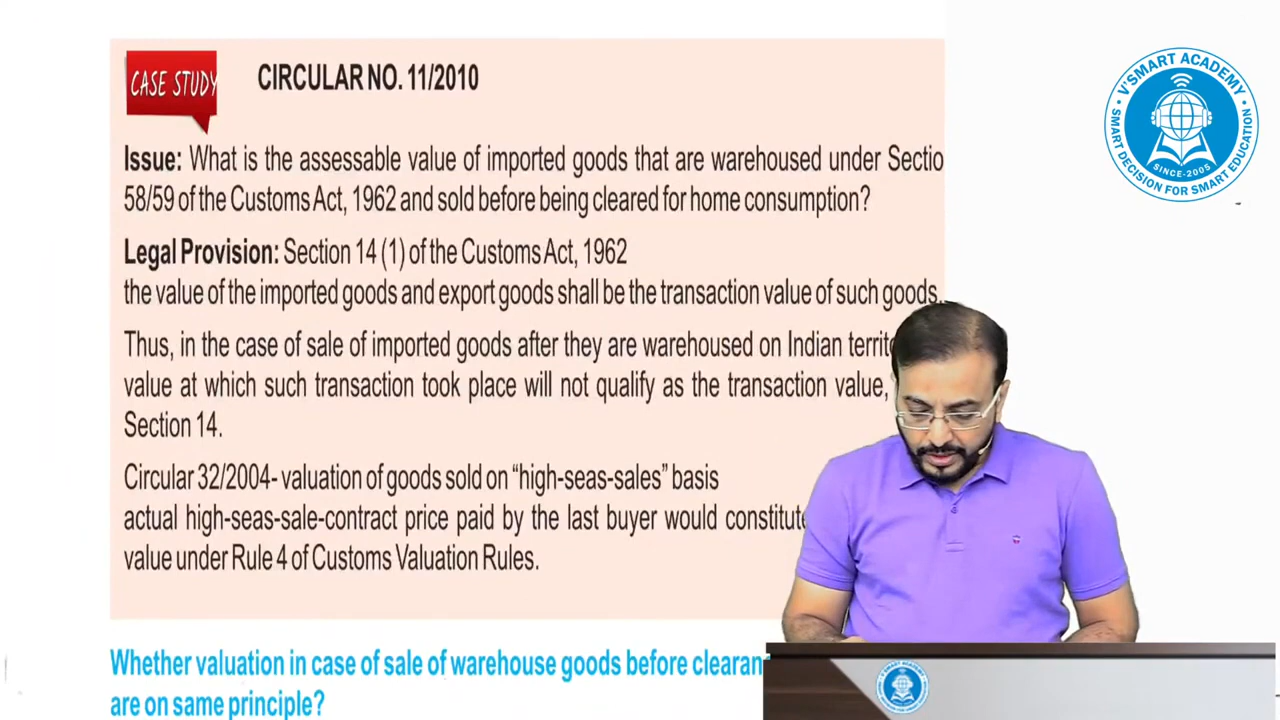 CASE STUDY
CIRCULAR NO. 11/2010
Issue: What is the assessable value of imported goods that are warehoused under Sectio
58/59 of the Customs Act, 1962 and sold before being cleared for home consumption?
Legal Provision: Section 14 (1) of the Customs Act, 1962
the value of the imported goods and export goods shall be the transaction value of such goods.
Thus, in the case of sale of imported goods after they are warehoused on Indian
value at which such transaction took place will not qualify as the transaction value,
Section 14.
Circular 32/2004- valuation of goods sold on “high-seas-sales” basis
actual high-seas-sale-contract price paid by the last buyer would
value under Rule 4 of Customs Valuation Rules.
Whether valuation in case of sale of warehouse goods before
are on same principle?
V'SMART ACADEMY
SINCE-2005
SMART DECISION FOR SMART EDUCATION